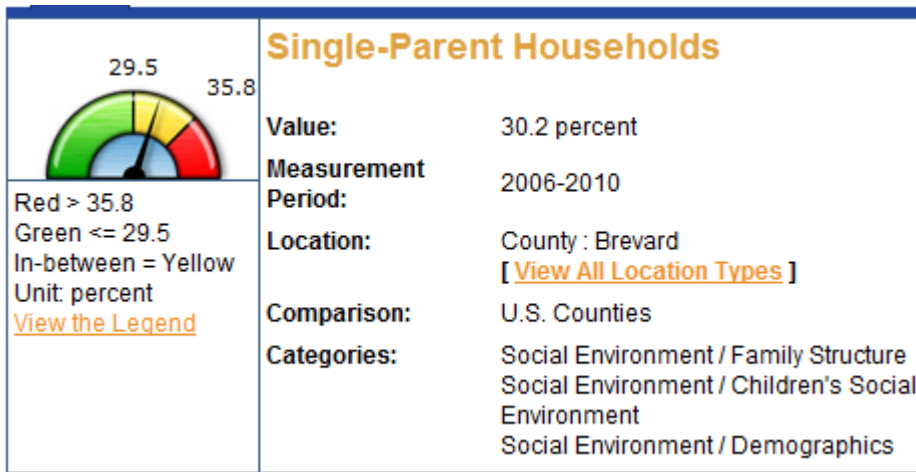 Single-Parent Households
29.5
35.8
Red > 35.8
Green <= 29.5
In-between = Yellow
Unit: percent
View the Legend
Value: 30.2 percent
Measurement
Period: 2006-2010
Location: County : Brevard
[ View All Location Types ]
Comparison: U.S. Counties
Categories: Social Environment / Family Structure
Social Environment / Children's Social
Environment
Social Environment / Demographics